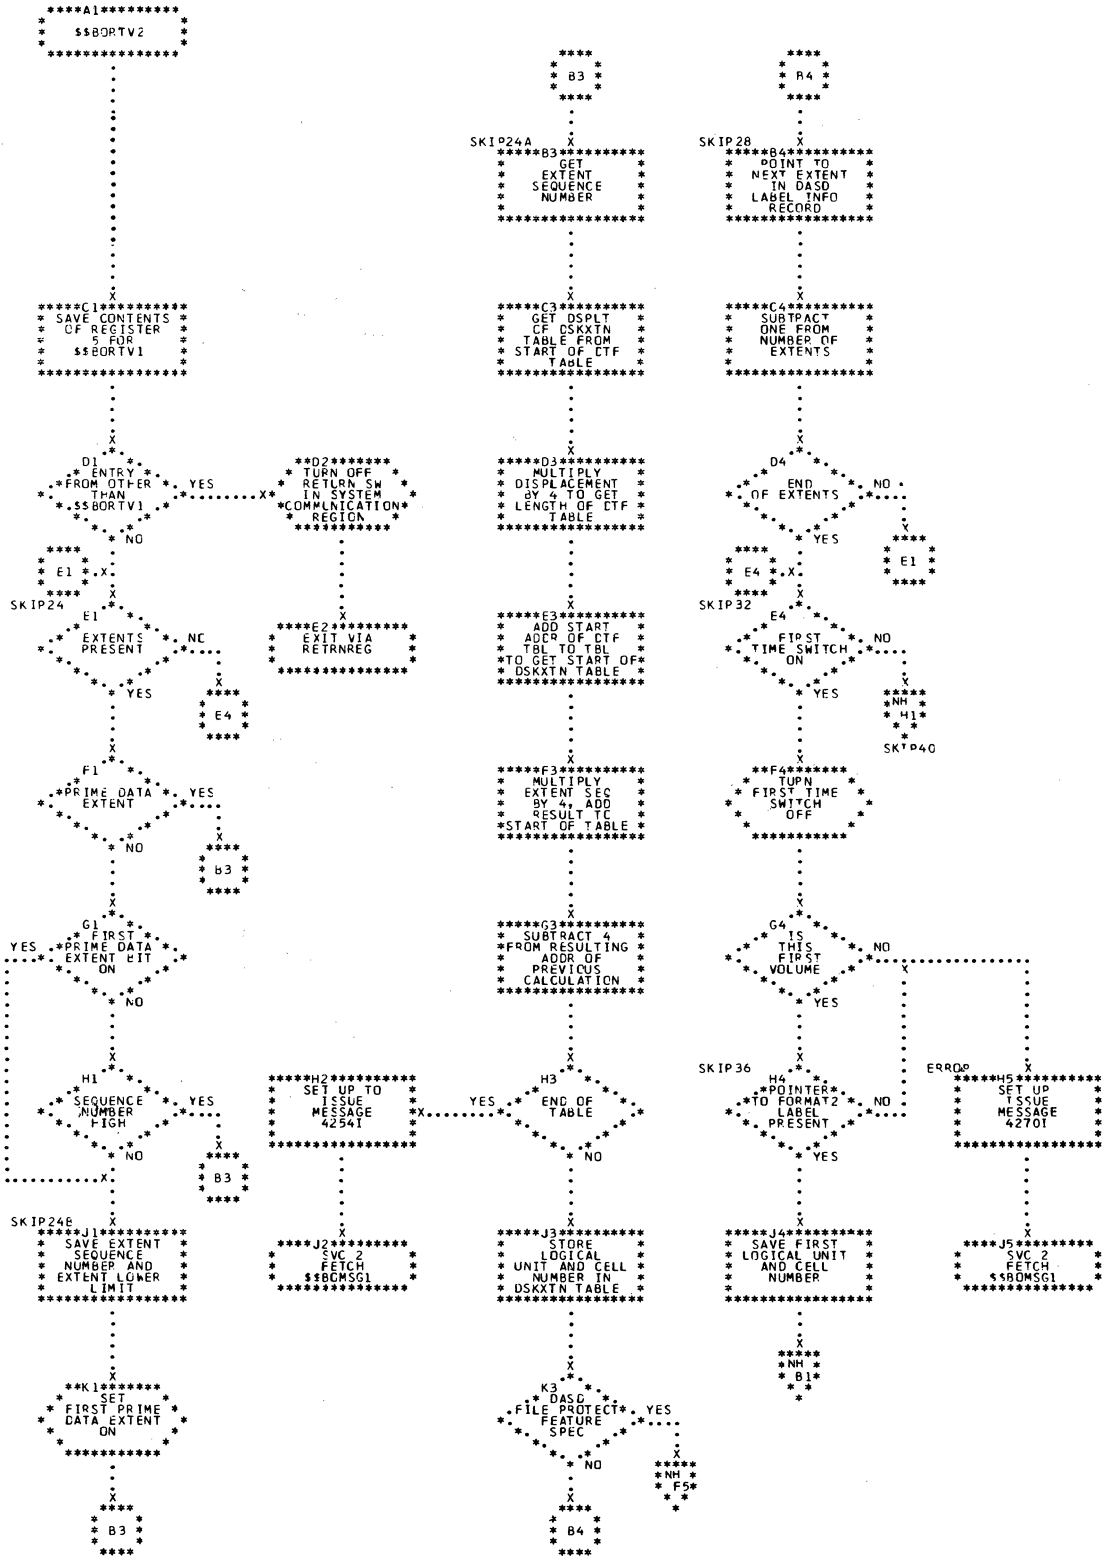 ****A1*********
$$BORTV2
B3
B4
SKIP24A
*****B3**********
GET
EXTENT
SEQUENCE
NUMBER
SKIP28
*****B4**********
POINT TO
NEXT EXTENT
IN DASD
LABEL INFO
RECORD
*****C1**********
SAVE CONTENTS
OF REGISTER
5 FOR
$$BORTV1
*****C3**********
GET DSPLT
OF DSKXTN
TABLE FROM
START OF DTF
TABLE
*****C4**********
SUBTRACT
ONE FROM
NUMBER OF
EXTENTS
D1
ENTRY
FROM OTHER
THAN
$$BORTV1
YES
NO
**D2*******
TURN OFF
RETURN SW
IN SYSTEM
COMMUNICATION
REGION
*****D3**********
MULTIPLY
DISPLACEMENT
BY 4 TO GET
LENGTH OF DTF
TABLE
D4
END
OF EXTENTS
NO
YES
E1
E1
E4
SKIP24
E1
EXTENTS
PRESENT
NO
YES
E4
****E2*********
EXIT VIA
RETRNREG
*****E3**********
ADD START
ADDR OF DTF
TBL TO TBL
TO GET START OF
DSKXTN TABLE
SKIP32
E4
FIRST
TIME SWITCH
ON
NO
YES
NH
H1
SKIP40
F1
PRIME DATA
EXTENT
YES
NO
B3
*****F3**********
MULTIPLY
EXTENT SEQ
BY 4, ADD
RESULT TO
START OF TABLE
**F4*******
TURN
FIRST TIME
SWITCH
OFF
G1
FIRST
PRIME DATA
EXTENT BIT
ON
YES
NO
*****G3**********
SUBTRACT 4
FROM RESULTING
ADDR OF
PREVIOUS
CALCULATION
G4
IS
THIS
FIRST
VOLUME
NO
YES
H1
SEQUENCE
NUMBER
HIGH
YES
NO
B3
*****H2**********
SET UP TO
ISSUE
MESSAGE
4254I
H3
END OF
TABLE
YES
NO
SKIP36
H4
POINTER
TO FORMAT2
LABEL
PRESENT
NO
YES
ERROR
*****H5**********
SET UP
ISSUE
MESSAGE
4270I
SKIP24B
*****J1**********
SAVE EXTENT
SEQUENCE
NUMBER AND
EXTENT LOWER
LIMIT
****J2*********
SVC 2
FETCH
$$BOMSG1
*****J3**********
STORE
LOGICAL
UNIT AND CELL
NUMBER IN
DSKXTN TABLE
*****J4**********
SAVE FIRST
LOGICAL UNIT
AND CELL
NUMBER
****J5*********
SVC 2
FETCH
$$BOMSG1
NH
B1
**K1*******
SET
FIRST PRIME
DATA EXTENT
ON
K3
DASD
FILE PROTECT
FEATURE
SPEC
YES
NO
NH
F5
B3
B4